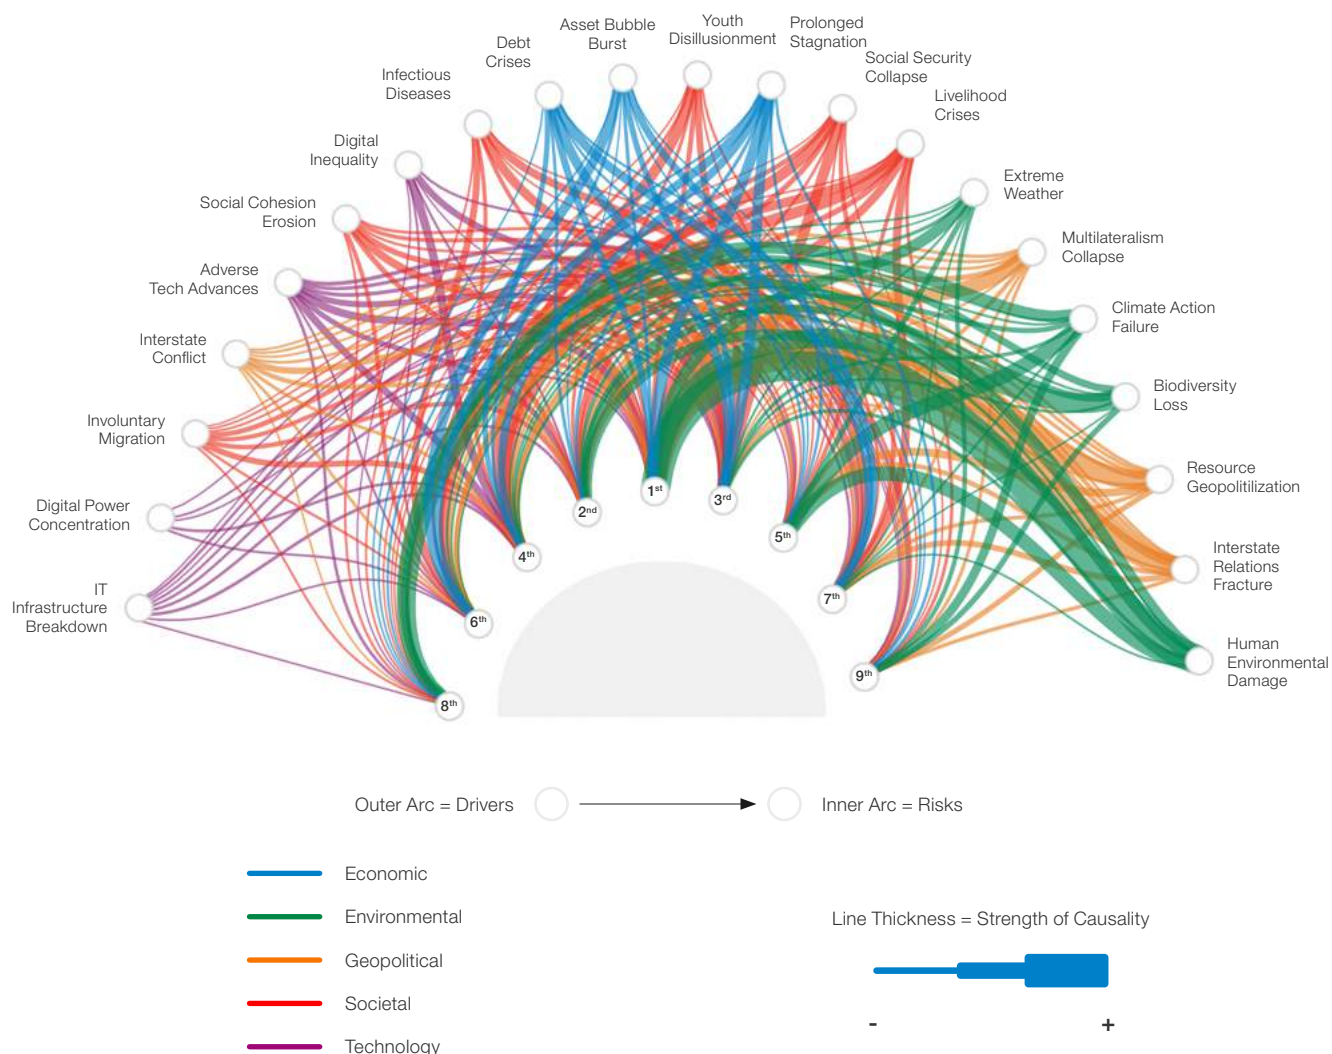 Asset Bubble
Burst
Youth
Disillusionment
Prolonged
Stagnation
Debt
Crises
Social Security
Collapse
Infectious
Diseases
Livelihood
Crises
Digital
Inequality
Extreme
Weather
Social Cohesion
Erosion
Multilateralism
Collapse
Adverse
Tech Advances
Climate Action
Failure
Interstate
Conflict
Biodiversity
Loss
Involuntary
Migration
Resource
Geopolitilization
Digital Power
Concentration
Interstate
Relations
Fracture
IT
Infrastructure
Breakdown
Human
Environmental
Damage
1st
2nd
3rd
4th
5th
6th
7th
8th
9th
Outer Arc = Drivers
Inner Arc = Risks
Economic
Environmental
Geopolitical
Societal
Technology
Line Thickness = Strength of Causality
- +